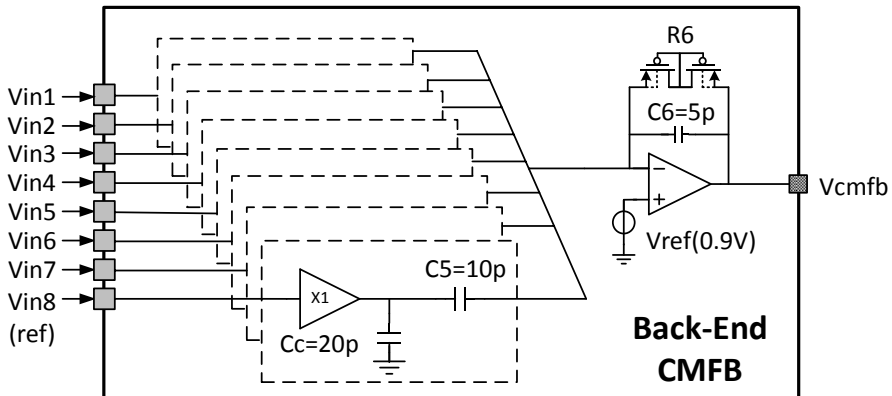 R6
C6=5p
Vin1
Vin2
Vin3
Vin4
Vin5
Vin6
Vin7
Vin8
(ref)
X1
Cc=20p
C5=10p
−
+
Vref(0.9V)
Vcmfb
Back-End
CMFB